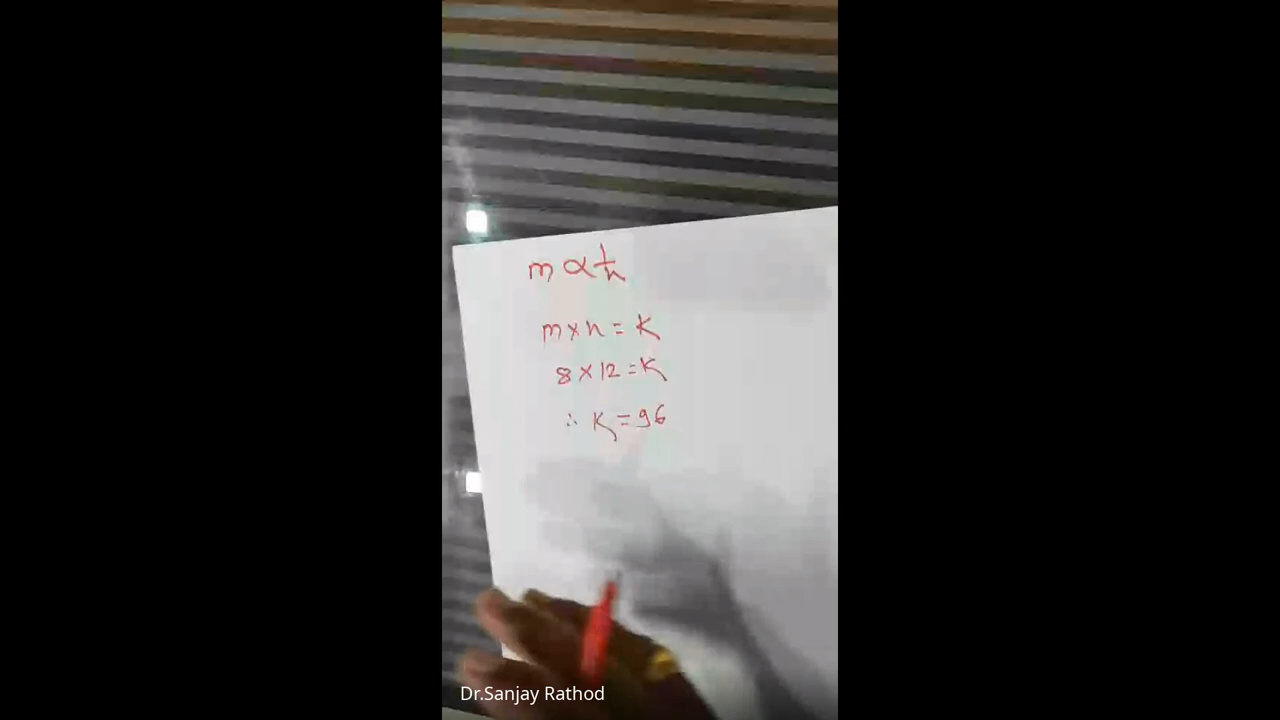 m ∝ 1/n
m×n = K
8 × 12 = K
∴ K = 96
Dr.Sanjay Rathod